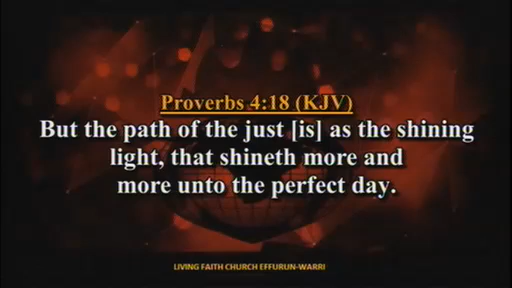 Proverbs 4:18 (KJV)
But the path of the just [is] as the shining
light, that shineth more and
more unto the perfect day.
LIVING FAITH CHURCH EFFURUN-WARRI